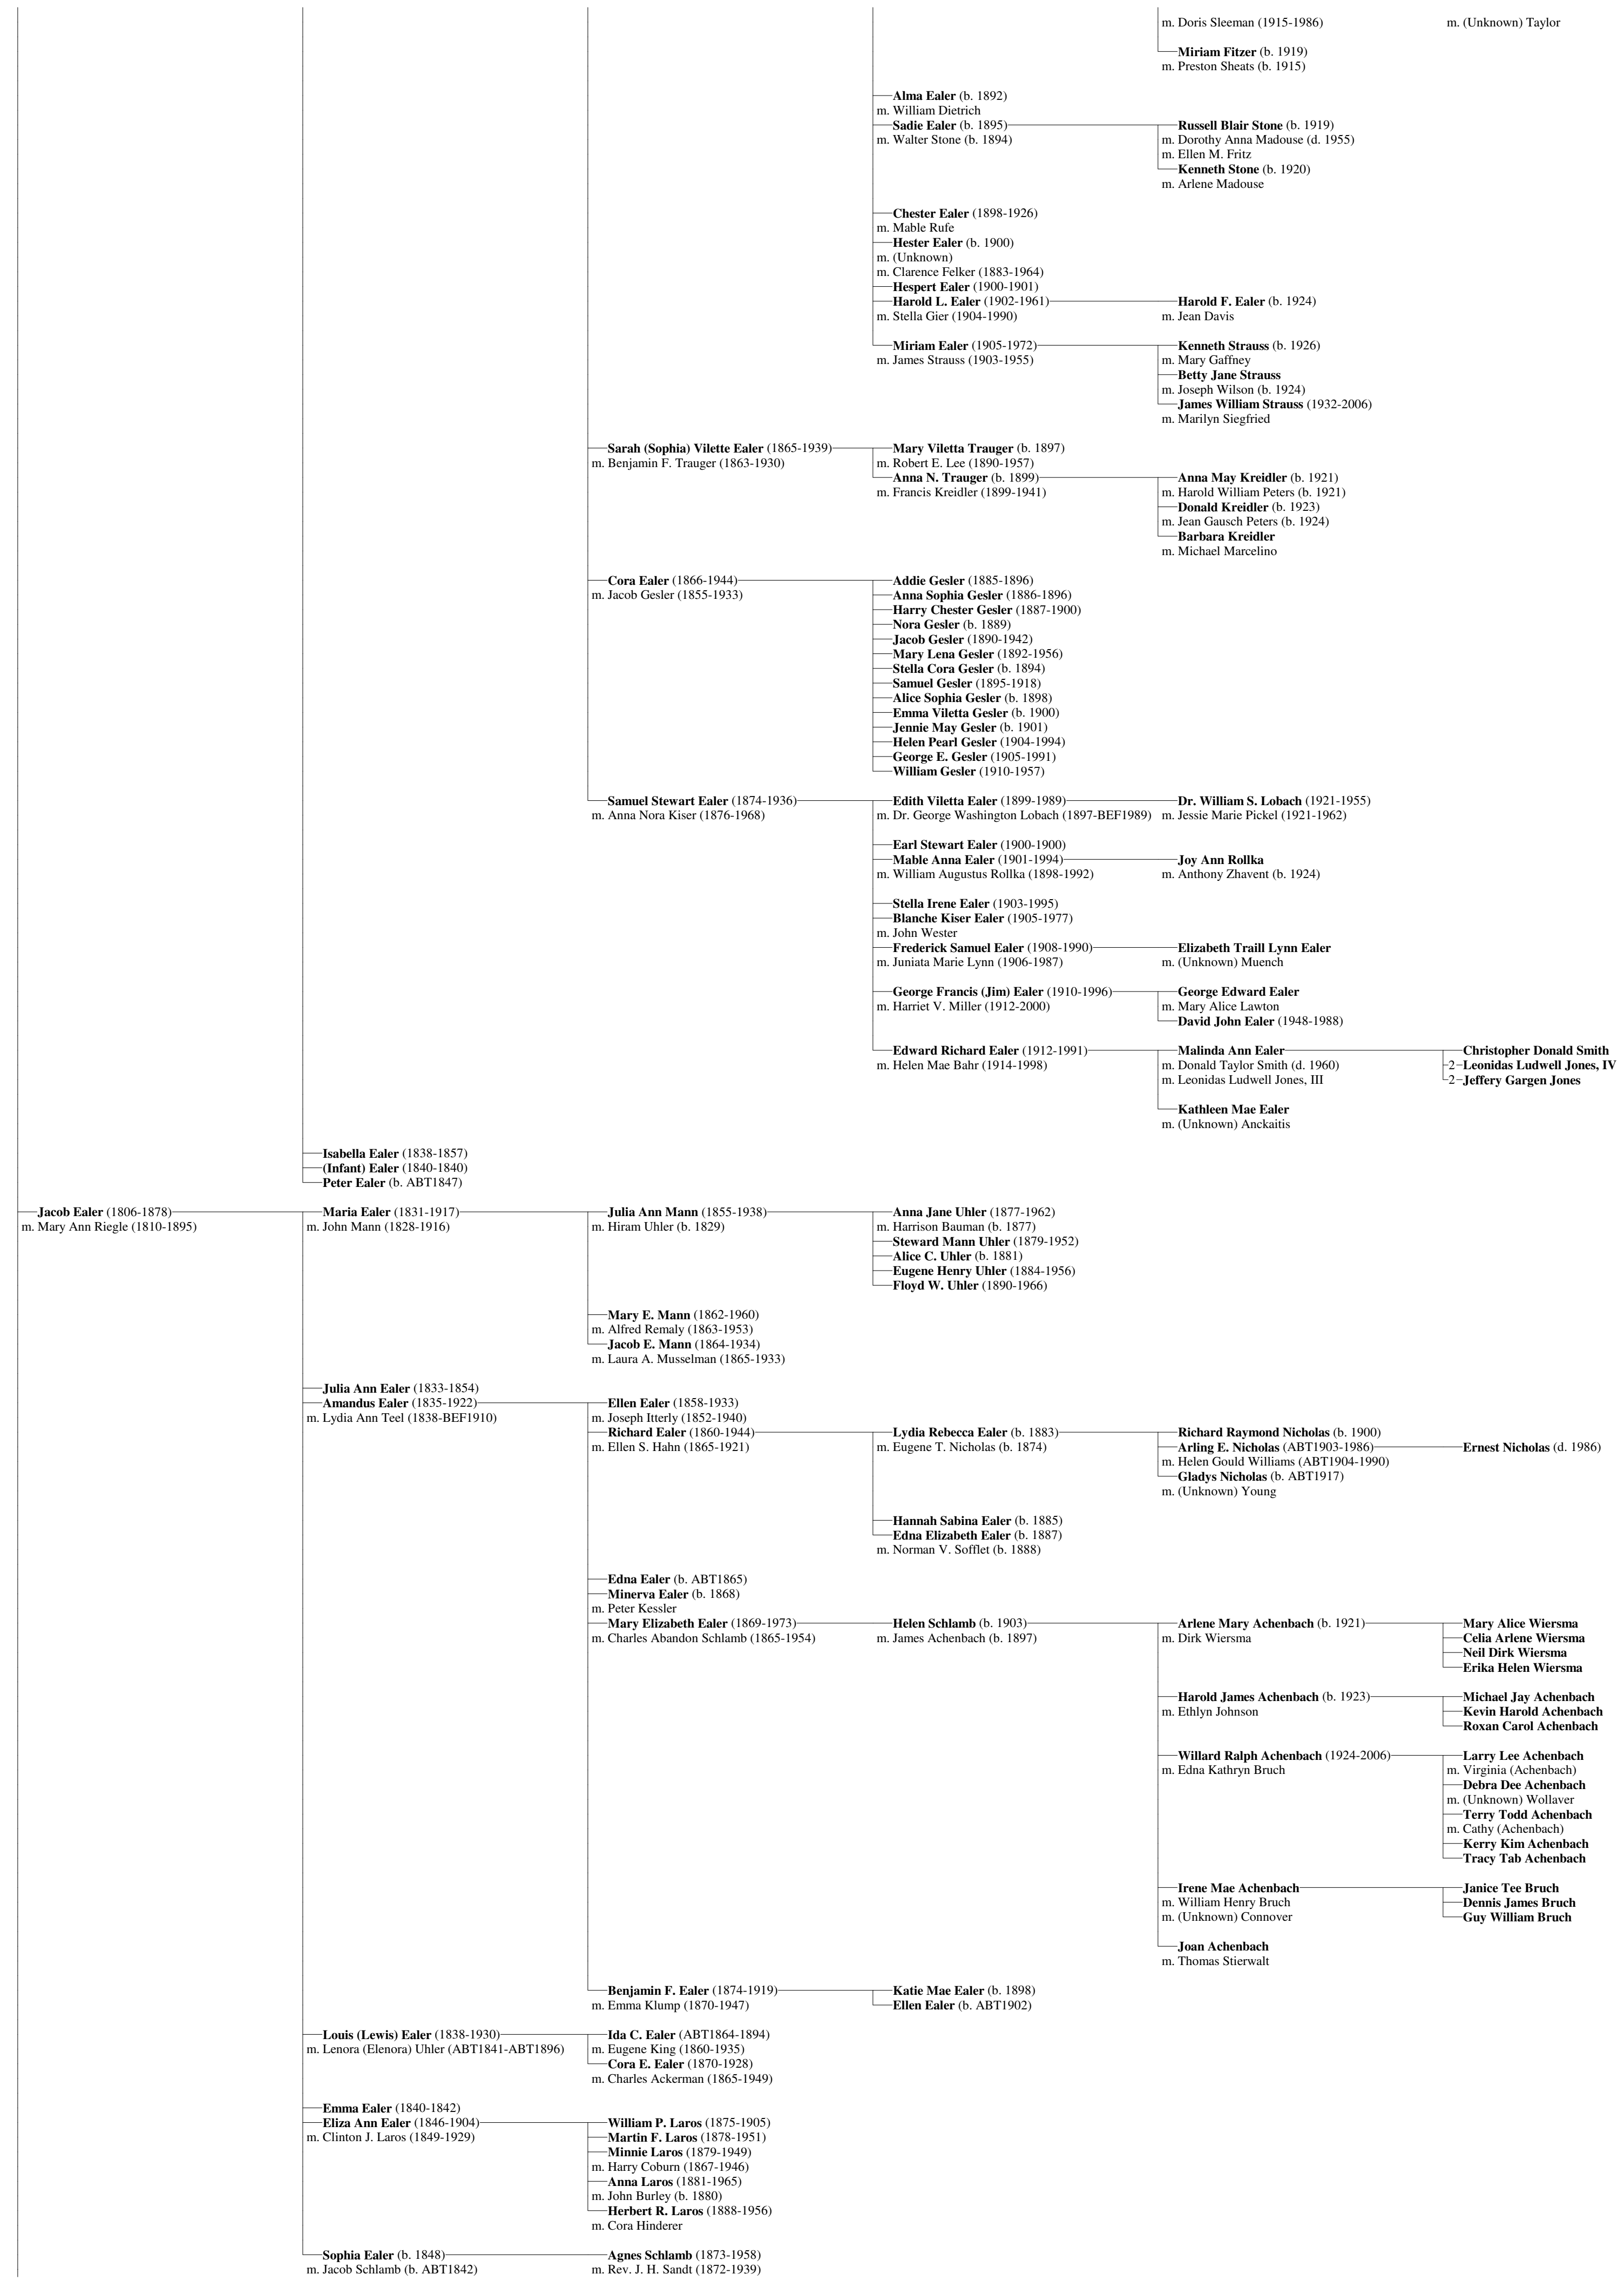 m. Doris Sleeman (1915-1986) m. (Unknown) Taylor
Miriam Fitzer (b. 1919)
m. Preston Sheats (b. 1915)
Alma Ealer (b. 1892)
m. William Dietrich
Sadie Ealer (b. 1895) Russell Blair Stone (b. 1919)
m. Walter Stone (b. 1894) m. Dorothy Anna Madouse (d. 1955)
m. Ellen M. Fritz
Kenneth Stone (b. 1920)
m. Arlene Madouse
Chester Ealer (1898-1926)
m. Mable Rufe
Hester Ealer (b. 1900)
m. (Unknown)
m. Clarence Felker (1883-1964)
Hespert Ealer (1900-1901)
Harold L. Ealer (1902-1961) Harold F. Ealer (b. 1924)
m. Stella Gier (1904-1990) m. Jean Davis
Miriam Ealer (1905-1972) Kenneth Strauss (b. 1926)
m. James Strauss (1903-1955) m. Mary Gaffney
Betty Jane Strauss
m. Joseph Wilson (b. 1924)
James William Strauss (1932-2006)
m. Marilyn Siegfried
Sarah (Sophia) Vilette Ealer (1865-1939) Mary Viletta Trauger (b. 1897)
m. Benjamin F. Trauger (1863-1930) m. Robert E. Lee (1890-1957)
Anna N. Trauger (b. 1899) Anna May Kreidler (b. 1921)
m. Francis Kreidler (1899-1941) m. Harold William Peters (b. 1921)
Donald Kreidler (b. 1923)
m. Jean Gausch Peters (b. 1924)
Barbara Kreidler
m. Michael Marcelino
Cora Ealer (1866-1944) Addie Gesler (1885-1896)
m. Jacob Gesler (1855-1933) Anna Sophia Gesler (1886-1896)
Harry Chester Gesler (1887-1900)
Nora Gesler (b. 1889)
Jacob Gesler (1890-1942)
Mary Lena Gesler (1892-1956)
Stella Cora Gesler (b. 1894)
Samuel Gesler (1895-1918)
Alice Sophia Gesler (b. 1898)
Emma Viletta Gesler (b. 1900)
Jennie May Gesler (b. 1901)
Helen Pearl Gesler (1904-1994)
George E. Gesler (1905-1991)
William Gesler (1910-1957)
Samuel Stewart Ealer (1874-1936) Edith Viletta Ealer (1899-1989) Dr. William S. Lobach (1921-1955)
m. Anna Nora Kiser (1876-1968) m. Dr. George Washington Lobach (1897-BEF1989) m. Jessie Marie Pickel (1921-1962)
Earl Stewart Ealer (1900-1900)
Mable Anna Ealer (1901-1994) Joy Ann Rollka
m. William Augustus Rollka (1898-1992) m. Anthony Zhavent (b. 1924)
Stella Irene Ealer (1903-1995)
Blanche Kiser Ealer (1905-1977)
m. John Wester
Frederick Samuel Ealer (1908-1990) Elizabeth Traill Lynn Ealer
m. Juniata Marie Lynn (1906-1987) m. (Unknown) Muench
George Francis (Jim) Ealer (1910-1996) George Edward Ealer
m. Harriet V. Miller (1912-2000) m. Mary Alice Lawton
David John Ealer (1948-1988)
Edward Richard Ealer (1912-1991) Malinda Ann Ealer Christopher Donald Smith
m. Helen Mae Bahr (1914-1998) m. Donald Taylor Smith (d. 1960) 2 Leonidas Ludwell Jones, IV
m. Leonidas Ludwell Jones, III 2 Jeffery Gargen Jones
Kathleen Mae Ealer
m. (Unknown) Anckaitis
Isabella Ealer (1838-1857)
(Infant) Ealer (1840-1840)
Peter Ealer (b. ABT1847)
Jacob Ealer (1806-1878) Maria Ealer (1831-1917) Julia Ann Mann (1855-1938) Anna Jane Uhler (1877-1962)
m. Mary Ann Riegle (1810-1895) m. John Mann (1828-1916) m. Hiram Uhler (b. 1829) m. Harrison Bauman (b. 1877)
Steward Mann Uhler (1879-1952)
Alice C. Uhler (b. 1881)
Eugene Henry Uhler (1884-1956)
Floyd W. Uhler (1890-1966)
Mary E. Mann (1862-1960)
m. Alfred Remaly (1863-1953)
Jacob E. Mann (1864-1934)
m. Laura A. Musselman (1865-1933)
Julia Ann Ealer (1833-1854)
Amandus Ealer (1835-1922) Ellen Ealer (1858-1933)
m. Lydia Ann Teel (1838-BEF1910) m. Joseph Itterly (1852-1940)
Richard Ealer (1860-1944) Lydia Rebecca Ealer (b. 1883) Richard Raymond Nicholas (b. 1900)
m. Ellen S. Hahn (1865-1921) m. Eugene T. Nicholas (b. 1874) Arling E. Nicholas (ABT1903-1986) Ernest Nicholas (d. 1986)
m. Helen Gould Williams (ABT1904-1990)
Gladys Nicholas (b. ABT1917)
m. (Unknown) Young
Hannah Sabina Ealer (b. 1885)
Edna Elizabeth Ealer (b. 1887)
m. Norman V. Sofflet (b. 1888)
Edna Ealer (b. ABT1865)
Minerva Ealer (b. 1868)
m. Peter Kessler
Mary Elizabeth Ealer (1869-1973) Helen Schlamb (b. 1903) Arlene Mary Achenbach (b. 1921) Mary Alice Wiersma
m. Charles Abandon Schlamb (1865-1954) m. James Achenbach (b. 1897) m. Dirk Wiersma Celia Arlene Wiersma
Neil Dirk Wiersma
Erika Helen Wiersma
Harold James Achenbach (b. 1923) Michael Jay Achenbach
m. Ethlyn Johnson Kevin Harold Achenbach
Roxan Carol Achenbach
Willard Ralph Achenbach (1924-2006) Larry Lee Achenbach
m. Edna Kathryn Bruch m. Virginia (Achenbach)
Debra Dee Achenbach
m. (Unknown) Wollaver
Terry Todd Achenbach
m. Cathy (Achenbach)
Kerry Kim Achenbach
Tracy Tab Achenbach
Irene Mae Achenbach Janice Tee Bruch
m. William Henry Bruch Dennis James Bruch
m. (Unknown) Connover Guy William Bruch
Joan Achenbach
m. Thomas Stierwalt
Benjamin F. Ealer (1874-1919) Katie Mae Ealer (b. 1898)
m. Emma Klump (1870-1947) Ellen Ealer (b. ABT1902)
Louis (Lewis) Ealer (1838-1930) Ida C. Ealer (ABT1864-1894)
m. Lenora (Elenora) Uhler (ABT1841-ABT1896) m. Eugene King (1860-1935)
Cora E. Ealer (1870-1928)
m. Charles Ackerman (1865-1949)
Emma Ealer (1840-1842)
Eliza Ann Ealer (1846-1904) William P. Laros (1875-1905)
m. Clinton J. Laros (1849-1929) Martin F. Laros (1878-1951)
Minnie Laros (1879-1949)
m. Harry Coburn (1867-1946)
Anna Laros (1881-1965)
m. John Burley (b. 1880)
Herbert R. Laros (1888-1956)
m. Cora Hinderer
Sophia Ealer (b. 1848) Agnes Schlamb (1873-1958)
m. Jacob Schlamb (b. ABT1842) m. Rev. J. H. Sandt (1872-1939)